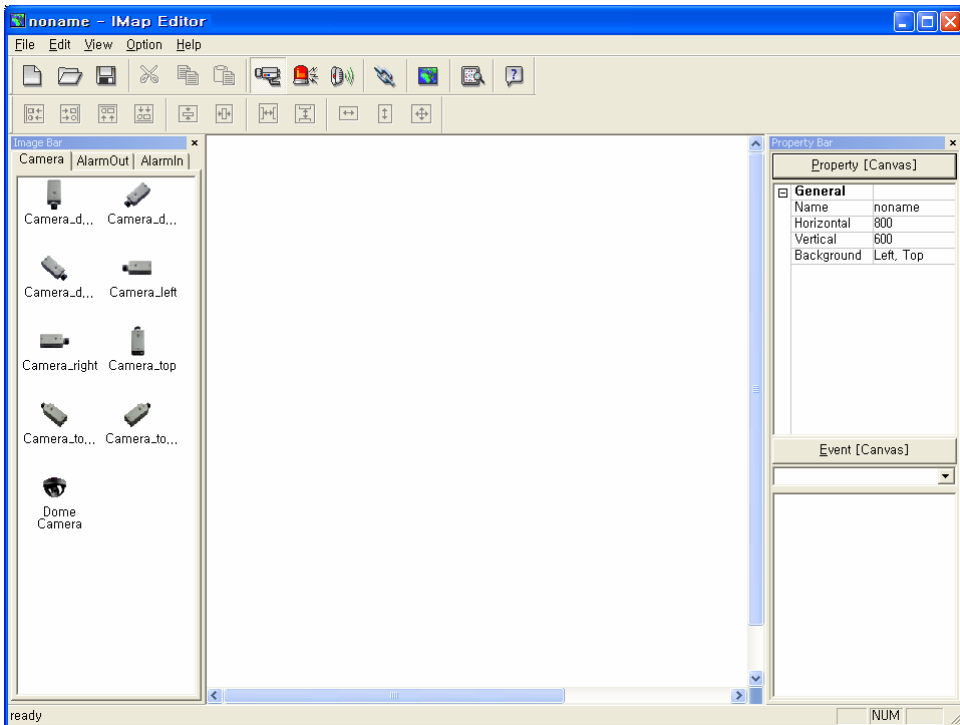 noname - IMap Editor
File Edit View Option Help
Image Bar
Camera AlarmOut AlarmIn
Camera_d... Camera_d...
Camera_d... Camera_left
Camera_right Camera_top
Camera_to... Camera_to...
Dome
Camera
Property Bar
Property [Canvas]
General
Name noname
Horizontal 800
Vertical 600
Background Left, Top
Event [Canvas]
ready
NUM